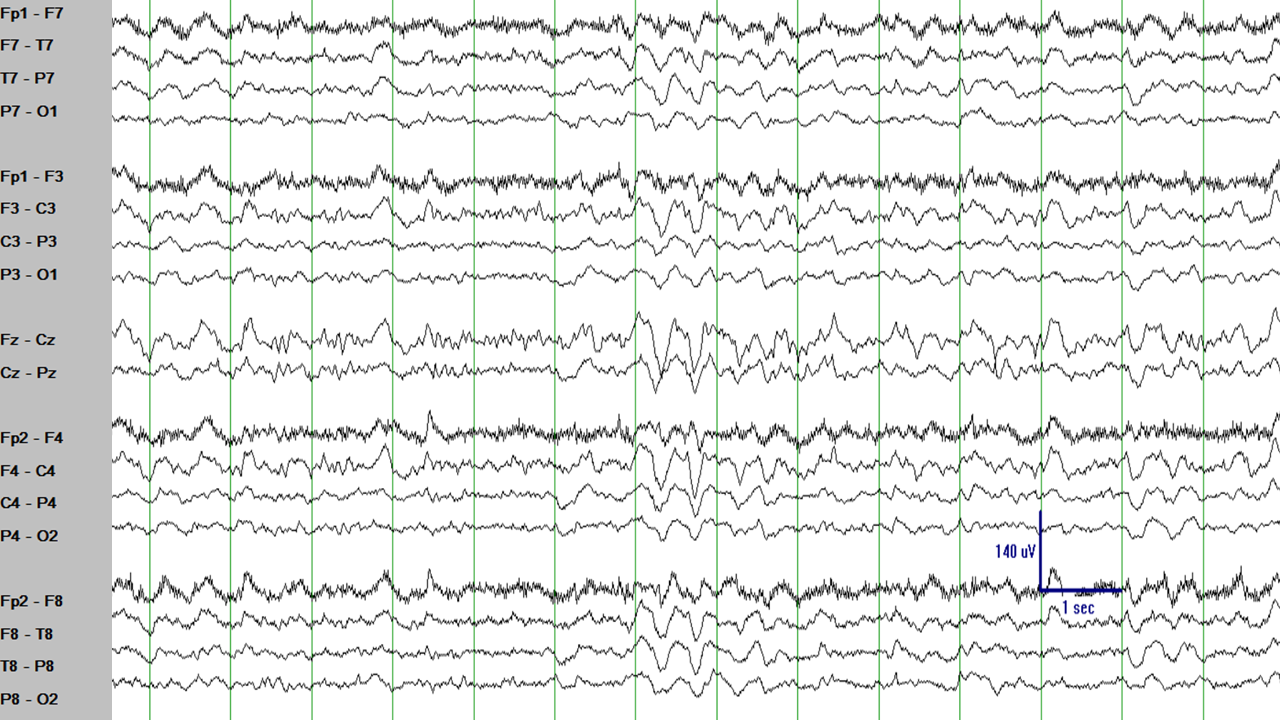 Fp1 - F7
F7 - T7
T7 - P7
P7 - O1
Fp1 - F3
F3 - C3
C3 - P3
P3 - O1
Fz - Cz
Cz - Pz
Fp2 - F4
F4 - C4
C4 - P4
P4 - O2
140 uV
Fp2 - F8
1 sec
F8 - T8
T8 - P8
P8 - O2